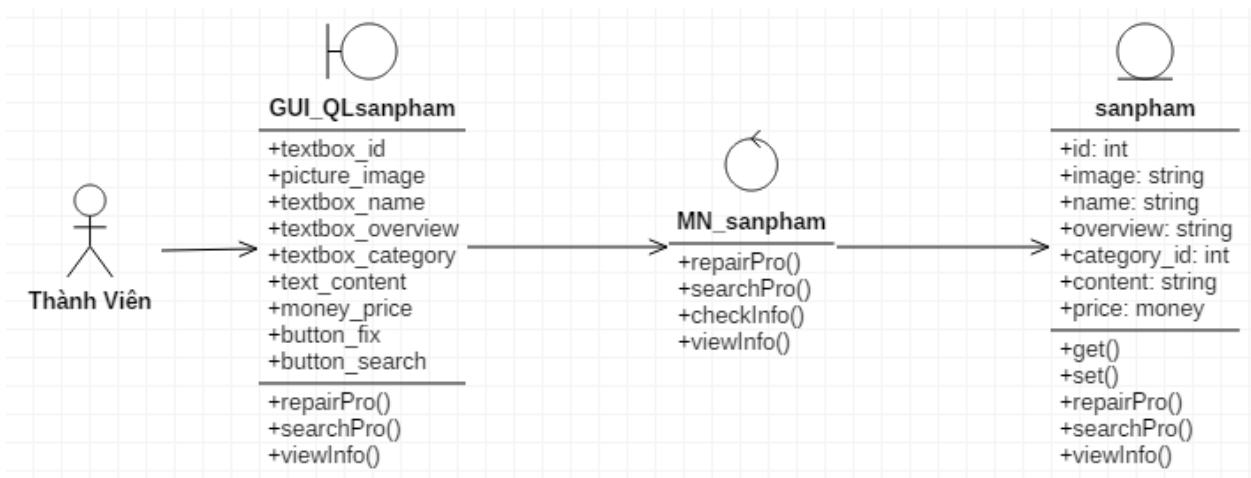 Thành Viên
GUI_QLsanpham
+textbox_id
+picture_image
+textbox_name
+textbox_overview
+textbox_category
+text_content
+money_price
+button_fix
+button_search
+repairPro()
+searchPro()
+viewInfo()
MN_sanpham
+repairPro()
+searchPro()
+checkInfo()
+viewInfo()
sanpham
+id: int
+image: string
+name: string
+overview: string
+category_id: int
+content: string
+price: money
+get()
+set()
+repairPro()
+searchPro()
+viewInfo()